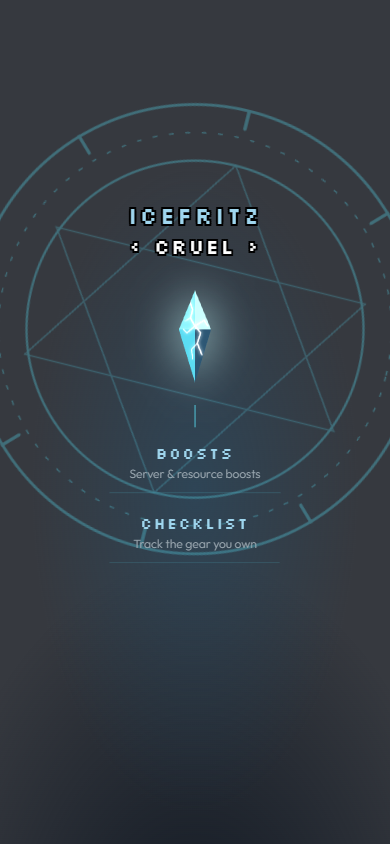 ICEFRITZ
‹ CRUEL ›
BOOSTS
Server & resource boosts
CHECKLIST
Track the gear you own